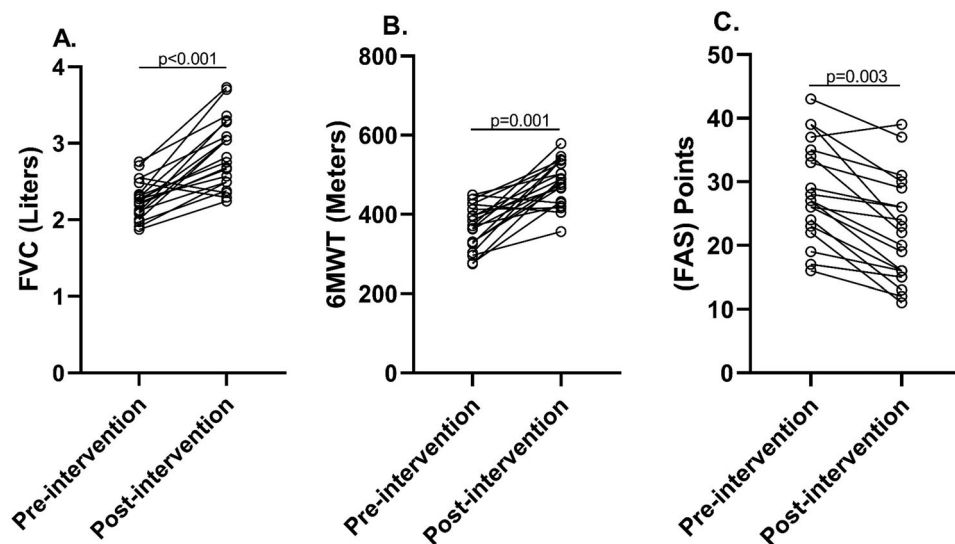 A.
p<0.001
FVC (Liters)
4
3
2
1
0
Pre-intervention
Post-intervention
B.
p=0.001
6MWT (Meters)
800
600
400
200
0
Pre-intervention
Post-intervention
C.
p=0.003
(FAS) Points
50
40
30
20
10
0
Pre-intervention
Post-intervention